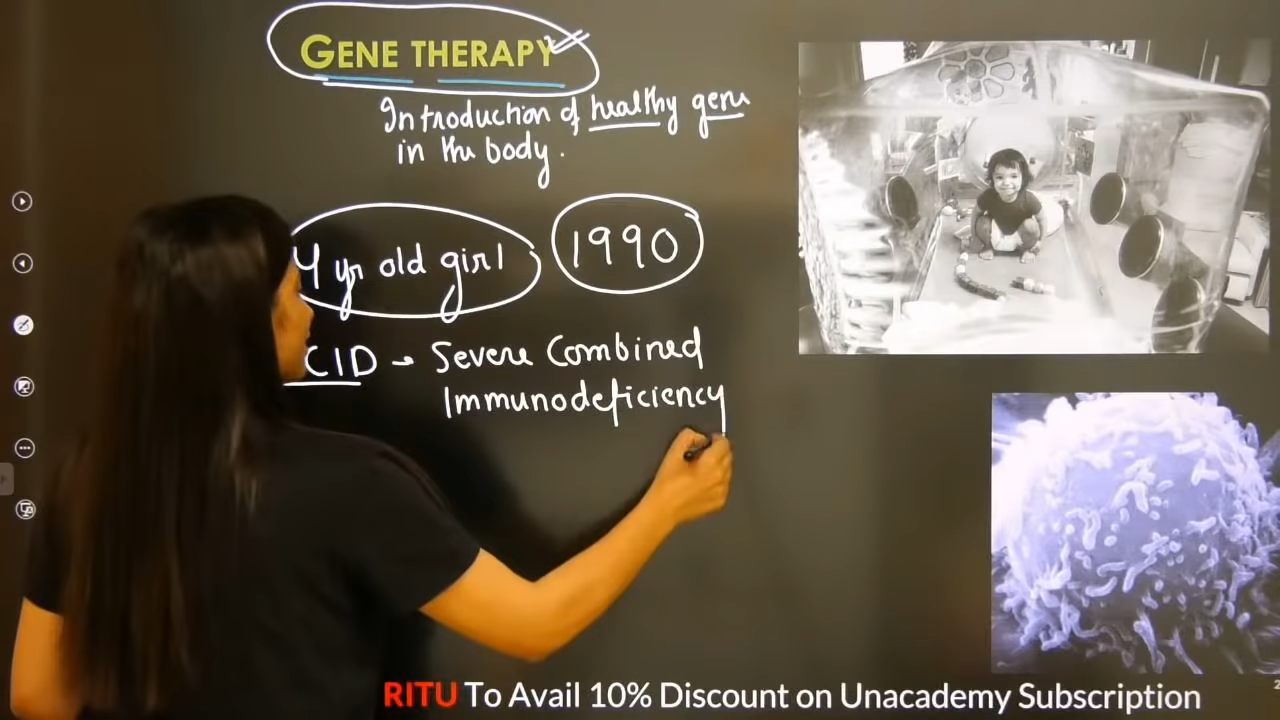 GENE THERAPY
Introduction of healthy gene
in the body.
4 yr old girl 1990
CID - Severe Combined
Immunodeficiency
RITU To Avail 10% Discount on Unacademy Subscription